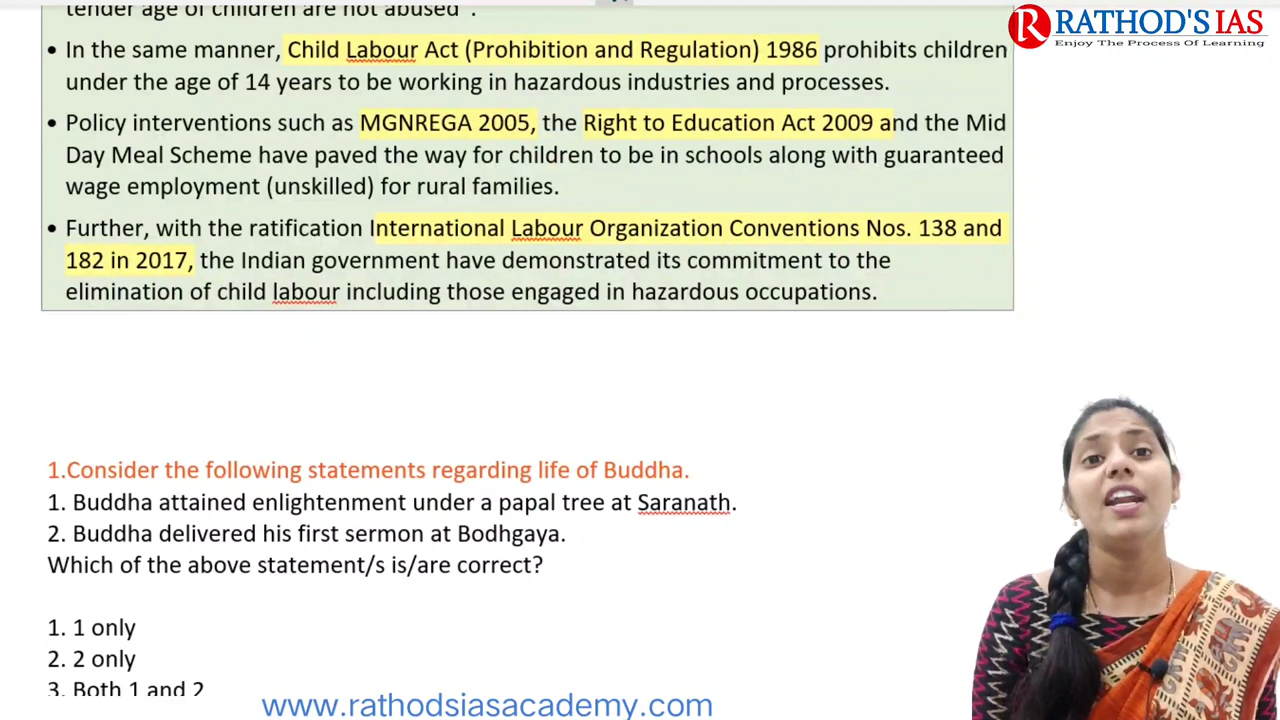 tender age of children are not abused".
RATHOD'S IAS
Enjoy The Process Of Learning
• In the same manner, Child Labour Act (Prohibition and Regulation) 1986 prohibits children
under the age of 14 years to be working in hazardous industries and processes.
• Policy interventions such as MGNREGA 2005, the Right to Education Act 2009 and the Mid
Day Meal Scheme have paved the way for children to be in schools along with guaranteed
wage employment (unskilled) for rural families.
• Further, with the ratification International Labour Organization Conventions Nos. 138 and
182 in 2017, the Indian government have demonstrated its commitment to the
elimination of child labour including those engaged in hazardous occupations.
1.Consider the following statements regarding life of Buddha.
1. Buddha attained enlightenment under a papal tree at Saranath.
2. Buddha delivered his first sermon at Bodhgaya.
Which of the above statement/s is/are correct?
1. 1 only
2. 2 only
3. Both 1 and 2
www.rathodsiasacademy.com